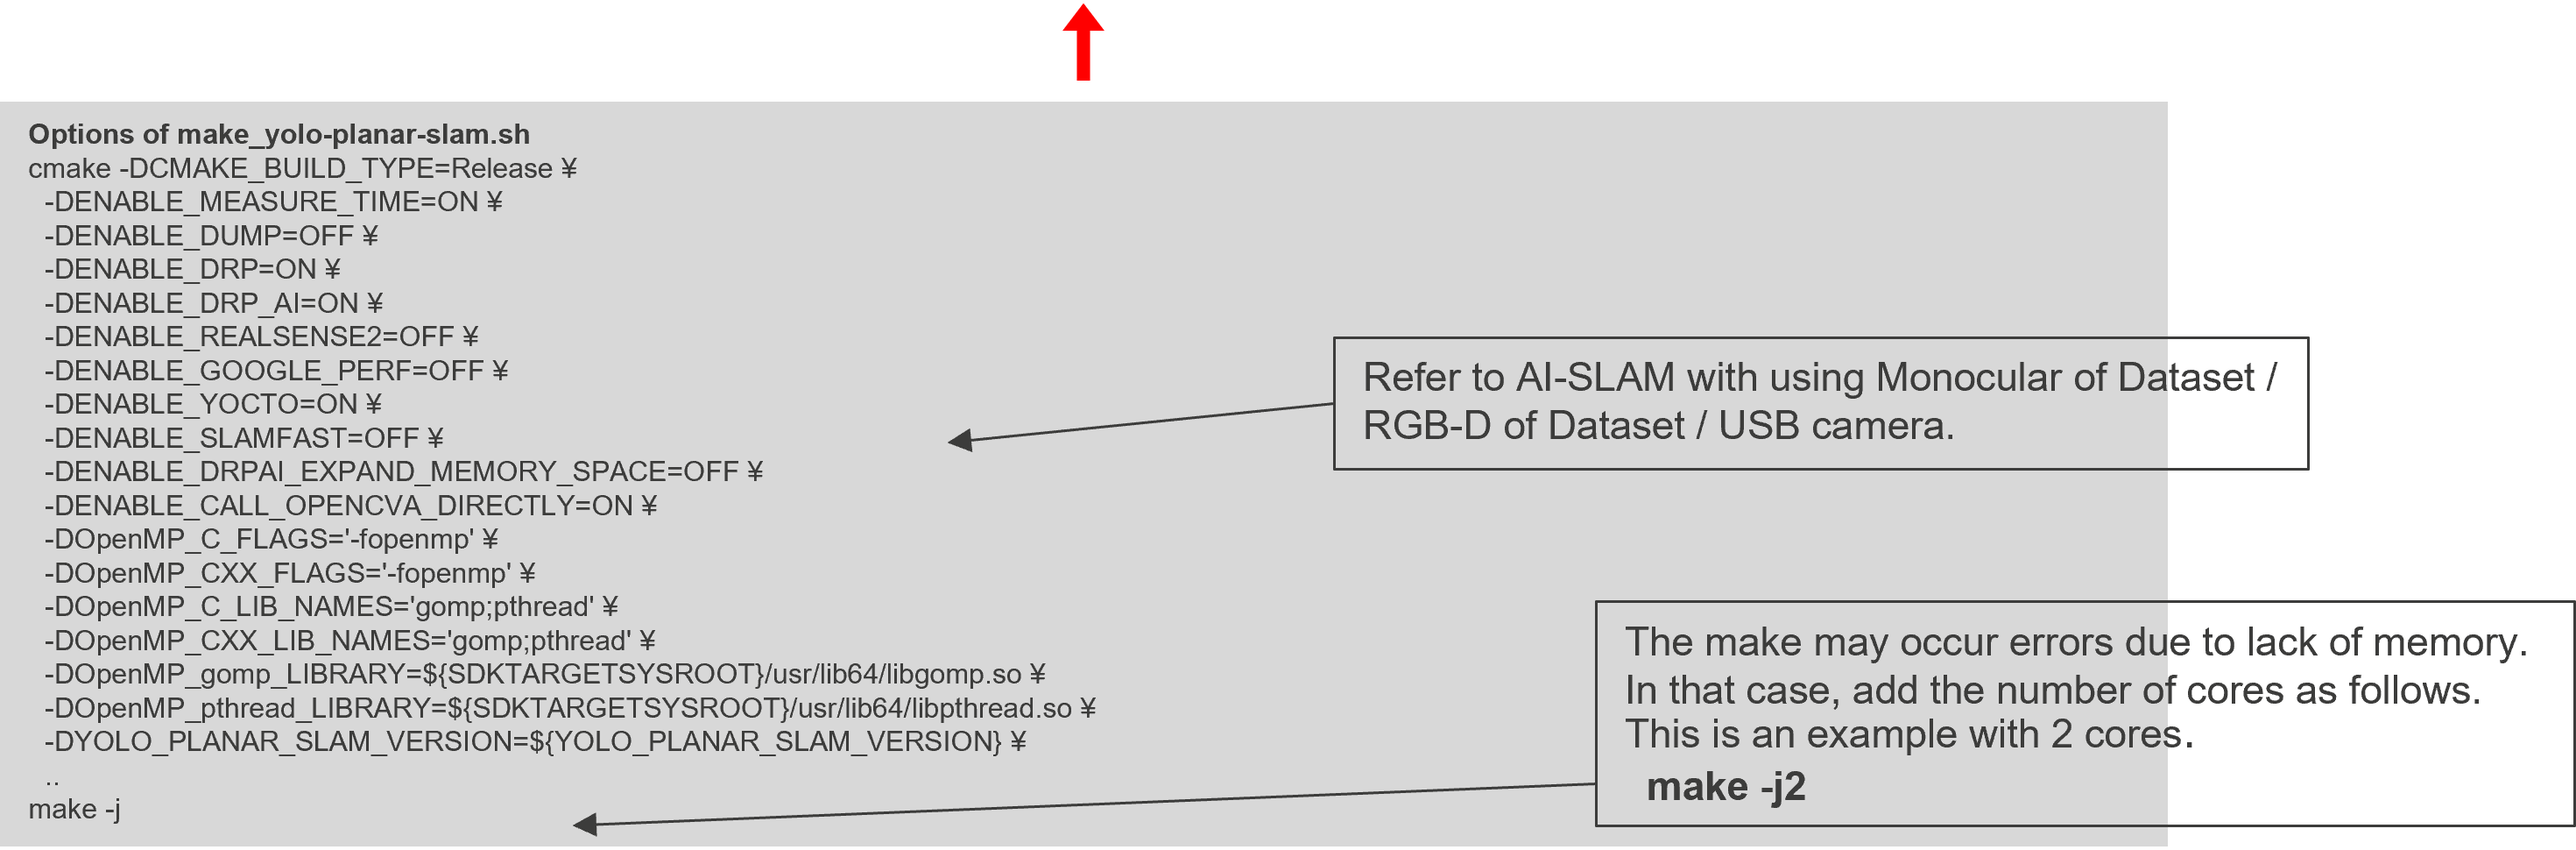 Options of make_yolo-planar-slam.sh
cmake -DCMAKE_BUILD_TYPE=Release ¥
-DENABLE_MEASURE_TIME=ON ¥
-DENABLE_DUMP=OFF ¥
-DENABLE_DRP=ON ¥
-DENABLE_DRP_AI=ON ¥
-DENABLE_REALSENSE2=OFF ¥
-DENABLE_GOOGLE_PERF=OFF ¥
-DENABLE_YOCTO=ON ¥
-DENABLE_SLAMFAST=OFF ¥
-DENABLE_DRPAI_EXPAND_MEMORY_SPACE=OFF ¥
-DENABLE_CALL_OPENCVA_DIRECTLY=ON ¥
-DOpenMP_C_FLAGS='-fopenmp' ¥
-DOpenMP_CXX_FLAGS='-fopenmp' ¥
-DOpenMP_C_LIB_NAMES='gomp;pthread' ¥
-DOpenMP_CXX_LIB_NAMES='gomp;pthread' ¥
-DOpenMP_gomp_LIBRARY=${SDKTARGETSYSROOT}/usr/lib64/libgomp.so ¥
-DOpenMP_pthread_LIBRARY=${SDKTARGETSYSROOT}/usr/lib64/libpthread.so ¥
-DYOLO_PLANAR_SLAM_VERSION=${YOLO_PLANAR_SLAM_VERSION} ¥
..
make -j
Refer to AI-SLAM with using Monocular of Dataset /
RGB-D of Dataset / USB camera.
The make may occur errors due to lack of memory.
In that case, add the number of cores as follows.
This is an example with 2 cores.
make -j2